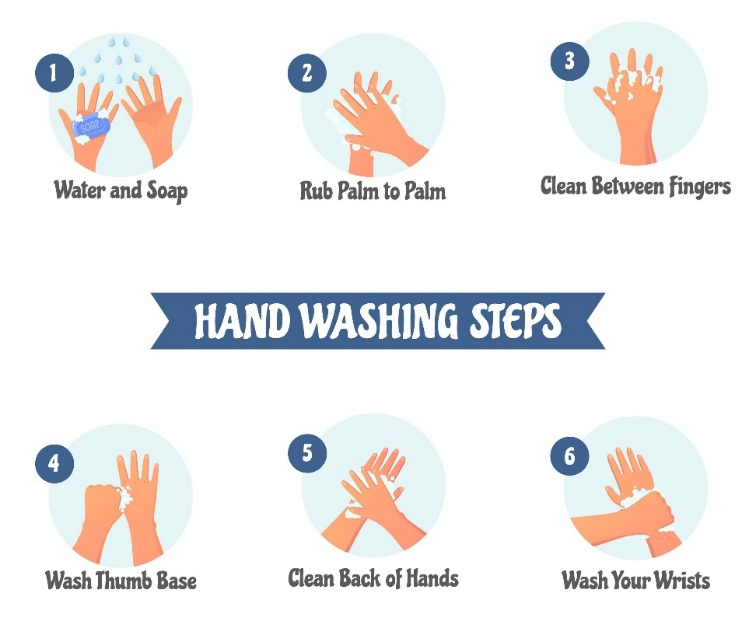 1
SOAP
Water and Soap
2
Rub Palm to Palm
3
Clean Between Fingers
HAND WASHING STEPS
4
Wash Thumb Base
5
Clean Back of Hands
6
Wash Your Wrists